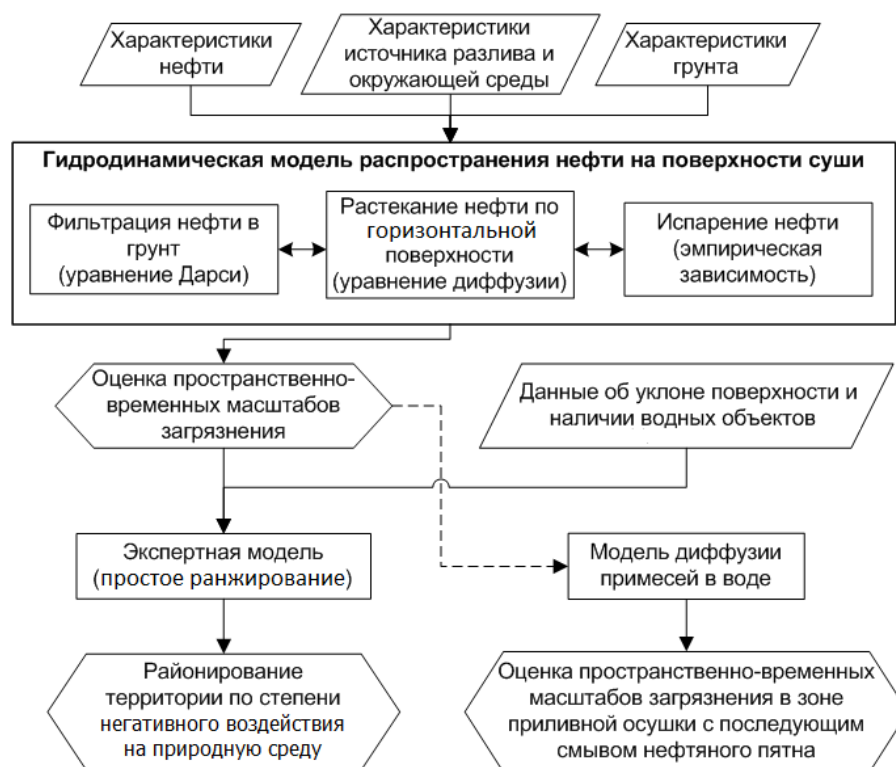 Характеристики
нефти
Характеристики
источника разлива и
окружающей среды
Характеристики
грунта
Гидродинамическая модель распространения нефти на поверхности суши
Фильтрация нефти в
грунт
(уравнение Дарси)
Растекание нефти по
горизонтальной
поверхности
(уравнение диффузии)
Испарение нефти
(эмпирическая
зависимость)
Оценка пространственно-
временных масштабов
загрязнения
Данные об уклоне поверхности и
наличии водных объектов
Экспертная модель
(простое ранжирование)
Модель диффузии
примесей в воде
Районирование
территории по степени
негативного воздействия
на природную среду
Оценка пространственно-временных
масштабов загрязнения в зоне
приливной осушки с последующим
смывом нефтяного пятна